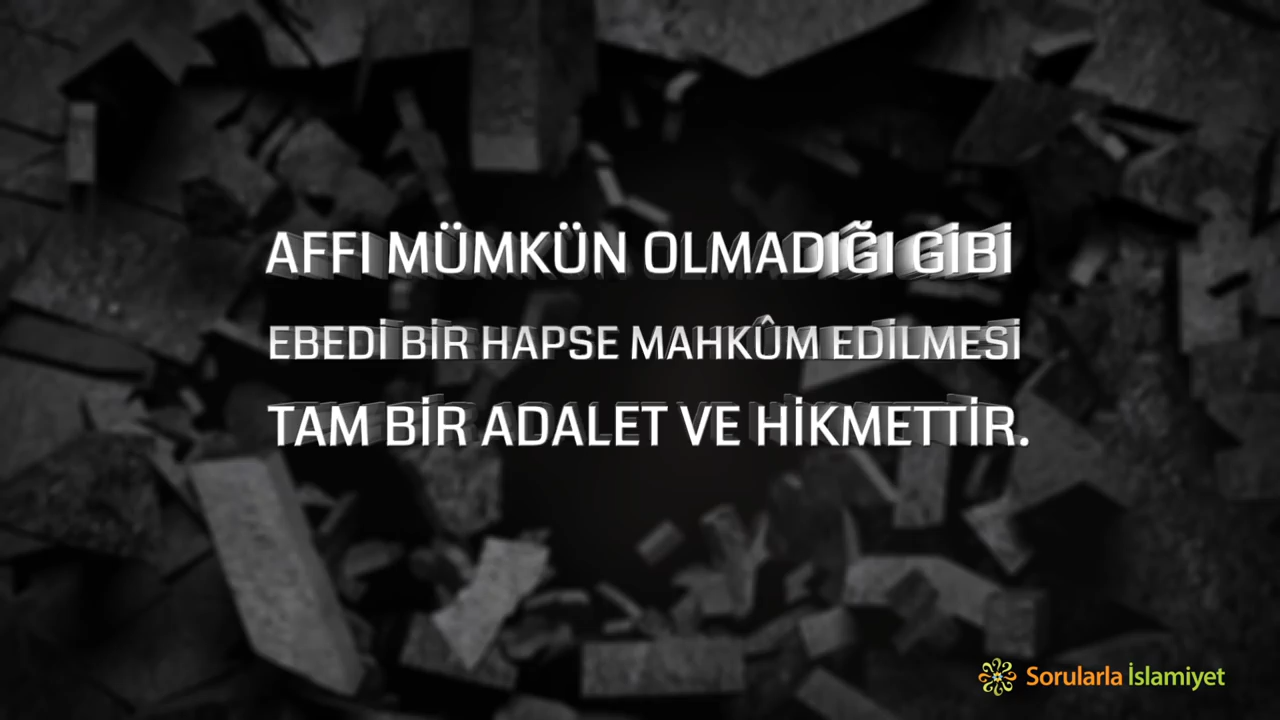 AFFI MÜMKÜN OLMADIĞI GİBİ
EBEDİ BİR HAPSE MAHKÛM EDİLMESİ
TAM BİR ADALET VE HİKMETTİR.
Sorularla İslamiyet